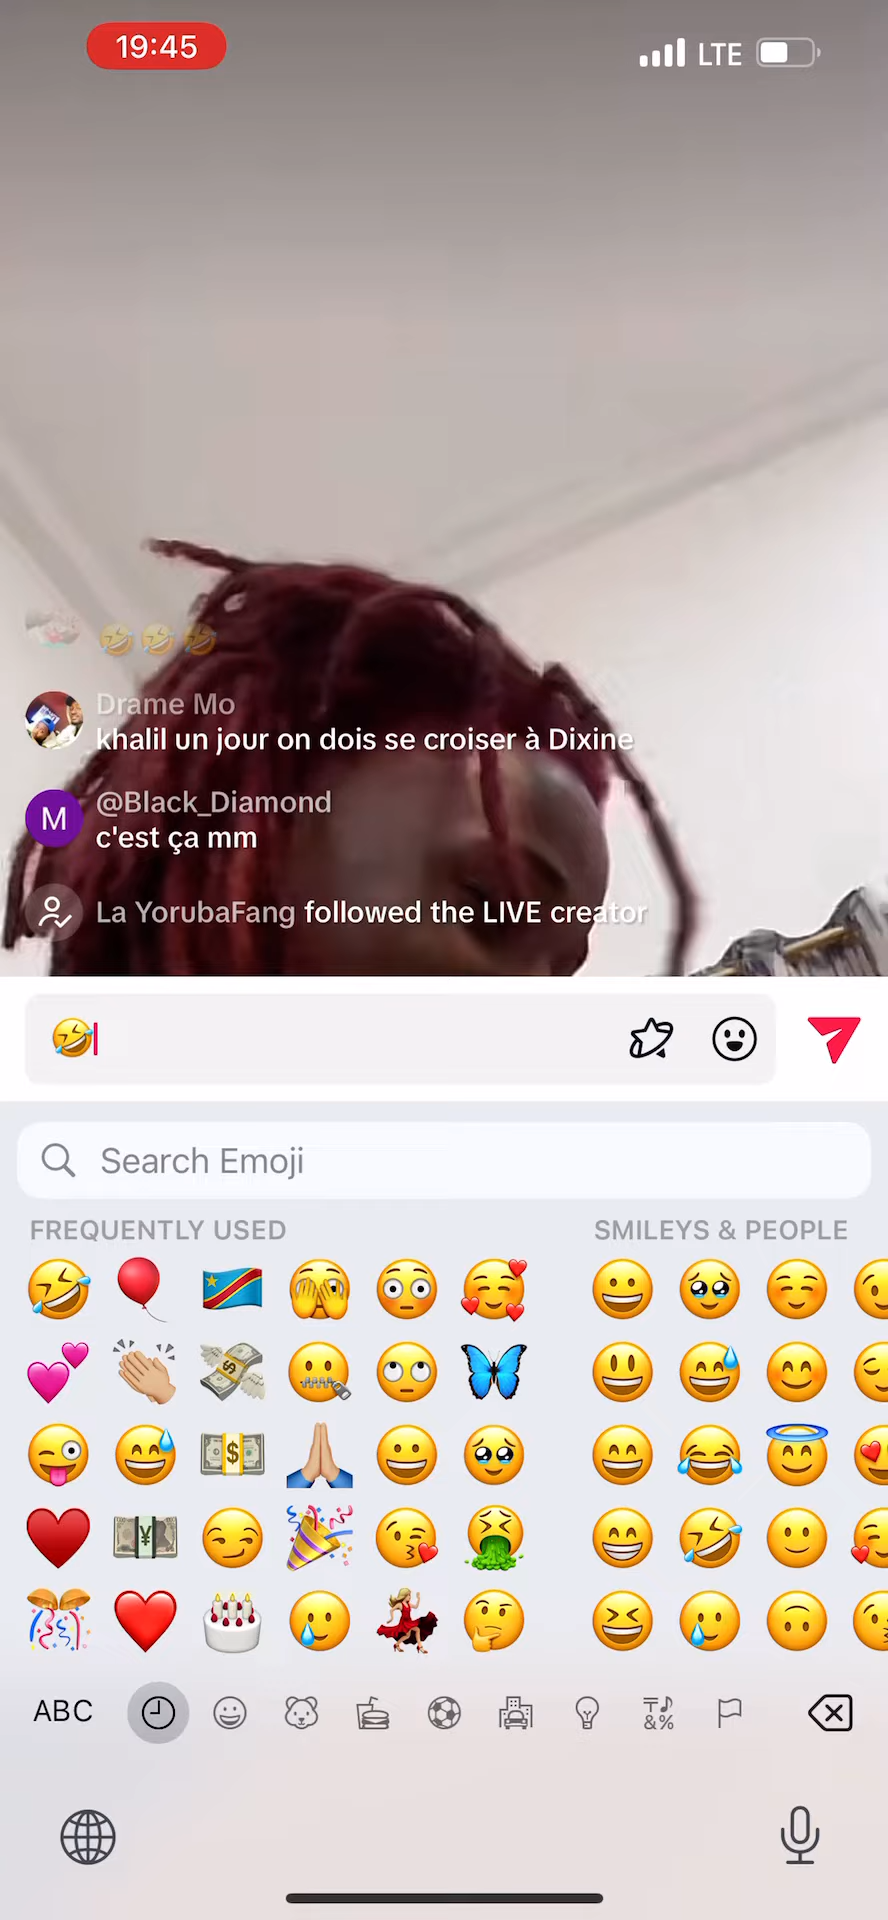 19:45
LTE
Drame Mo
khalil un jour on dois se croiser à Dixine
M
@Black_Diamond
c'est ça mm
La YorubaFang followed the LIVE creator
Search Emoji
FREQUENTLY USED
SMILEYS & PEOPLE
ABC